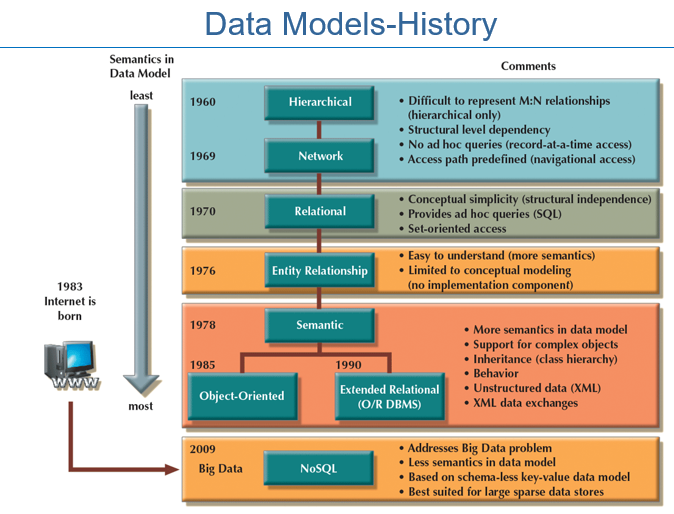 Data Models-History
Semantics in
Data Model
Comments
least
1960
Hierarchical
• Difficult to represent M:N relationships
(hierarchical only)
• Structural level dependency
• No ad hoc queries (record-at-a-time access)
• Access path predefined (navigational access)
1969
Network
1970
Relational
• Conceptual simplicity (structural independence)
• Provides ad hoc queries (SQL)
• Set-oriented access
1976
Entity Relationship
• Easy to understand (more semantics)
• Limited to conceptual modeling
(no implementation component)
1983
Internet is
born
WWW
1978
Semantic
• More semantics in data model
• Support for complex objects
• Inheritance (class hierarchy)
• Behavior
• Unstructured data (XML)
• XML data exchanges
1985
Object-Oriented
1990
Extended Relational
(O/R DBMS)
most
2009
Big Data
NoSQL
• Addresses Big Data problem
• Less semantics in data model
• Based on schema-less key-value data model
• Best suited for large sparse data stores